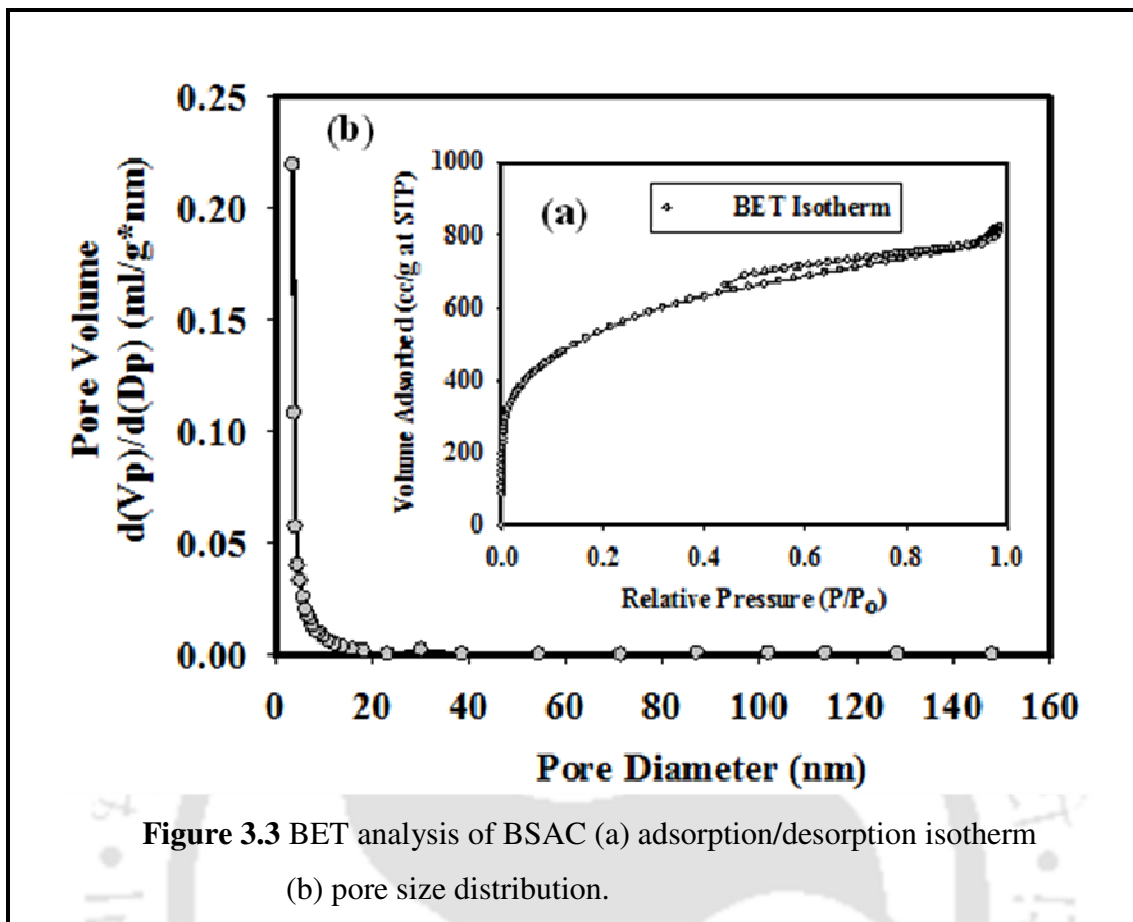 0.25
0.20
0.15
0.10
0.05
0.00
Pore Volume
d(Vp)/d(Dp) (ml/g*nm)
(b)
1000
800
600
400
200
0
Volume Adsorbed (cc/g at STP)
(a)
BET Isotherm
0.0 0.2 0.4 0.6 0.8 1.0
Relative Pressure (P/Po)
0 20 40 60 80 100 120 140 160
Pore Diameter (nm)
Figure 3.3 BET analysis of BSAC (a) adsorption/desorption isotherm
(b) pore size distribution.